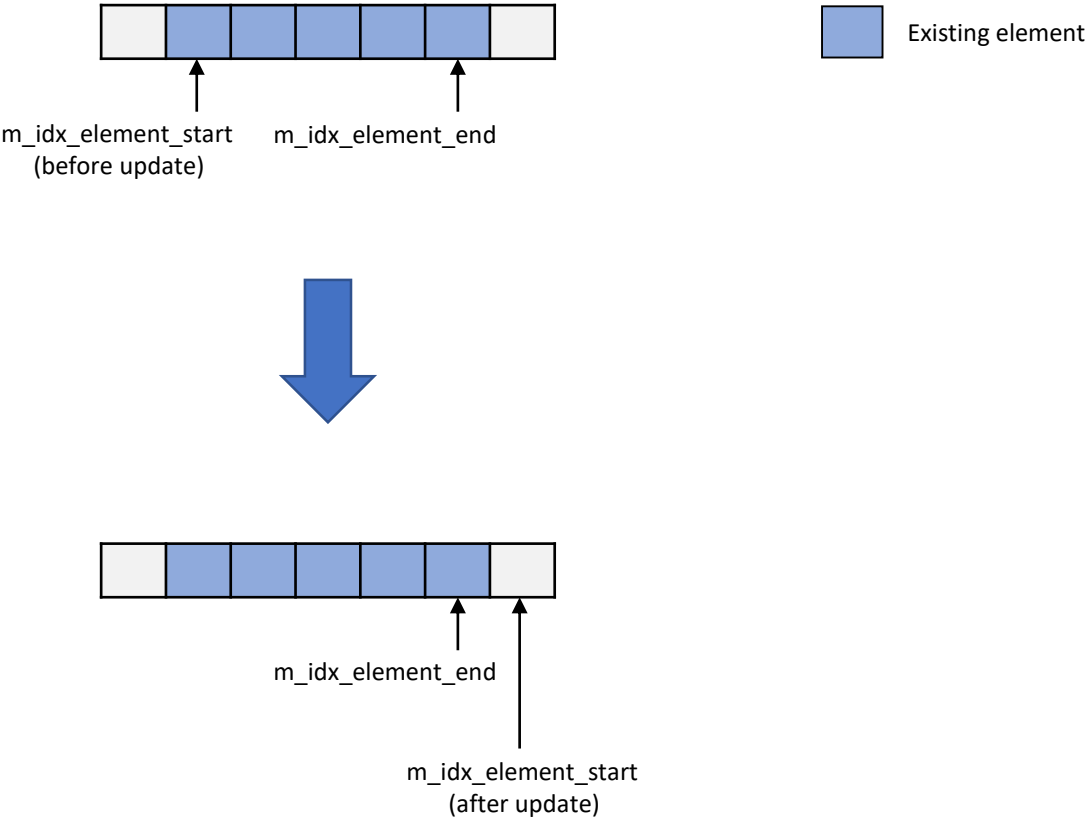 Existing element
m_idx_element_start
(before update)
m_idx_element_end
m_idx_element_end
m_idx_element_start
(after update)